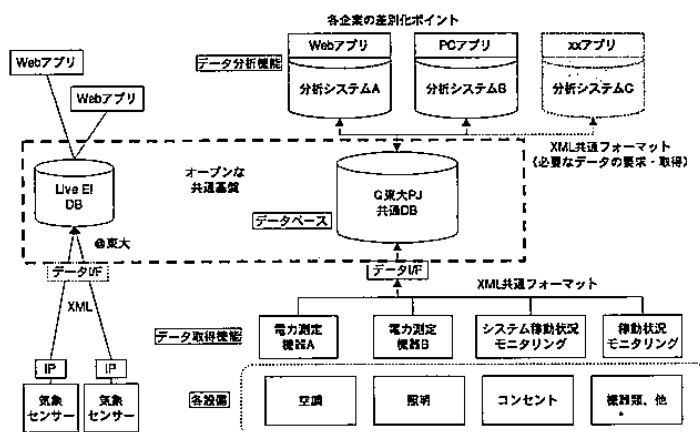 各企業の差別化ポイント
Webアプリ
PCアプリ
xxアプリ
Webアプリ
データ分析機能
分析システムA
分析システムB
分析システムC
Webアプリ
XML共通フォーマット
(必要なデータの要求・取得)
オープンな
共通基盤
Live EI
DB
G東大PJ
共通DB
データベース
@東大
データI/F
データI/F
XML
XML共通フォーマット
データ取得機能
電力測定
機器A
電力測定
機器B
システム稼動状況
モニタリング
稼動状況
モニタリング
IP
IP
気象
センサー
気象
センサー
各設備
空調
照明
コンセント
機器類、他